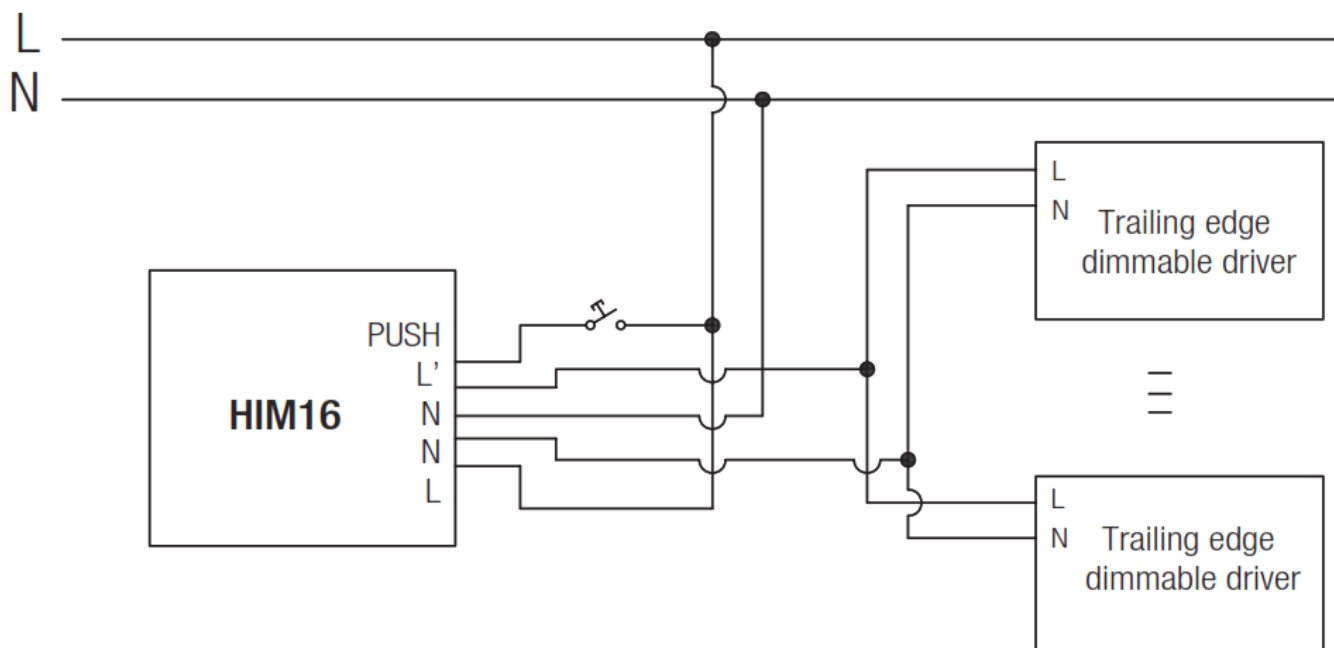 L
N
HIM16
PUSH
L’
N
N
L
L
N
Trailing edge
dimmable driver
L
N
Trailing edge
dimmable driver